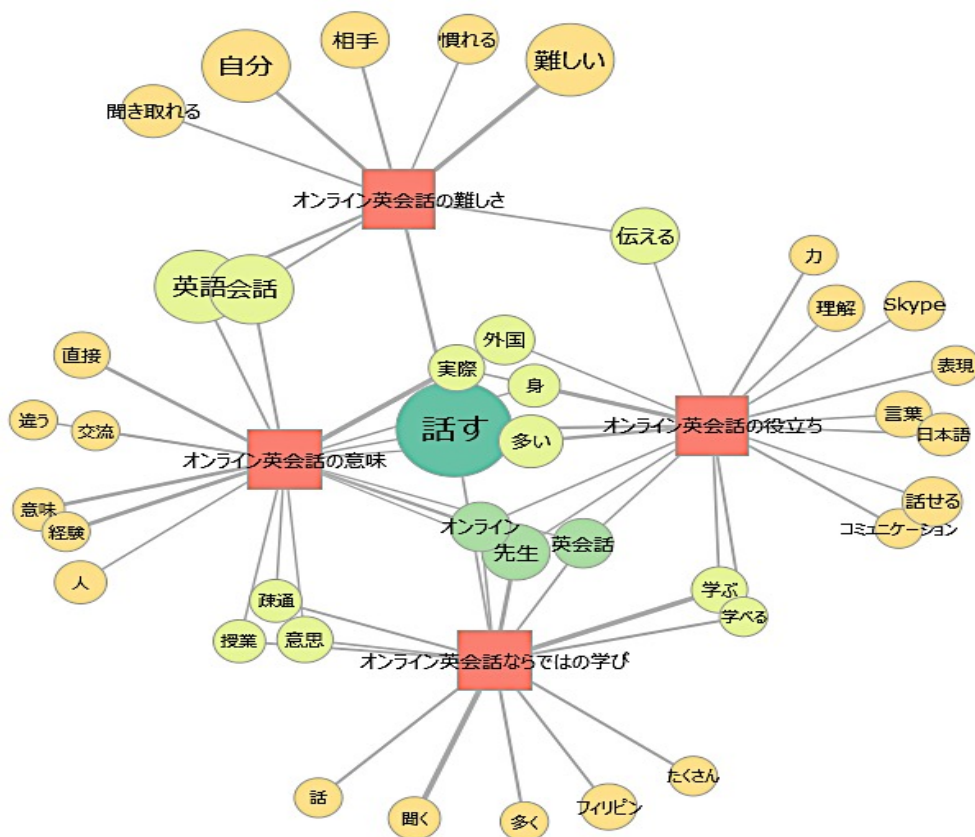 自分
相手
慣れる
難しい
聞き取れる
オンライン英会話の難しさ
伝える
英語
会話
力
理解
Skype
直接
外国
実際
身
表現
違う
交流
話す
多い
オンライン英会話の役立ち
言葉
日本語
オンライン英会話の意味
意味
経験
話せる
コミュニケーション
オンライン
先生
英会話
人
疎通
学ぶ
学べる
授業
意思
オンライン英会話ならではの学び
話
聞く
多く
フィリピン
たくさん